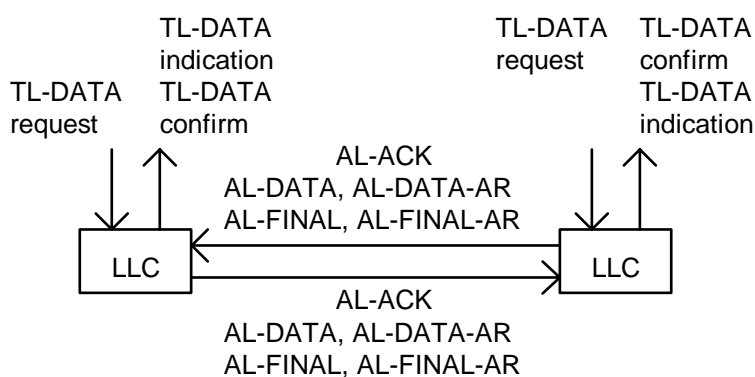 TL-DATA
indication
TL-DATA
confirm
TL-DATA
request
TL-DATA
request
TL-DATA
confirm
TL-DATA
indication
AL-ACK
AL-DATA, AL-DATA-AR
AL-FINAL, AL-FINAL-AR
LLC
LLC
AL-ACK
AL-DATA, AL-DATA-AR
AL-FINAL, AL-FINAL-AR